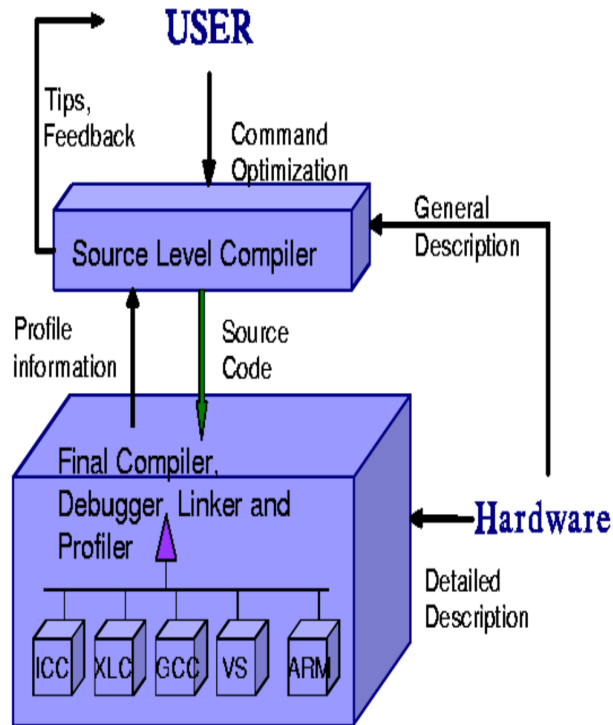 USER
Tips,
Feedback
Command
Optimization
General
Description
Source Level Compiler
Profile
information
Source
Code
Final Compiler,
Debugger, Linker and
Profiler
Hardware
Detailed
Description
ICC XLC GCC VS ARM